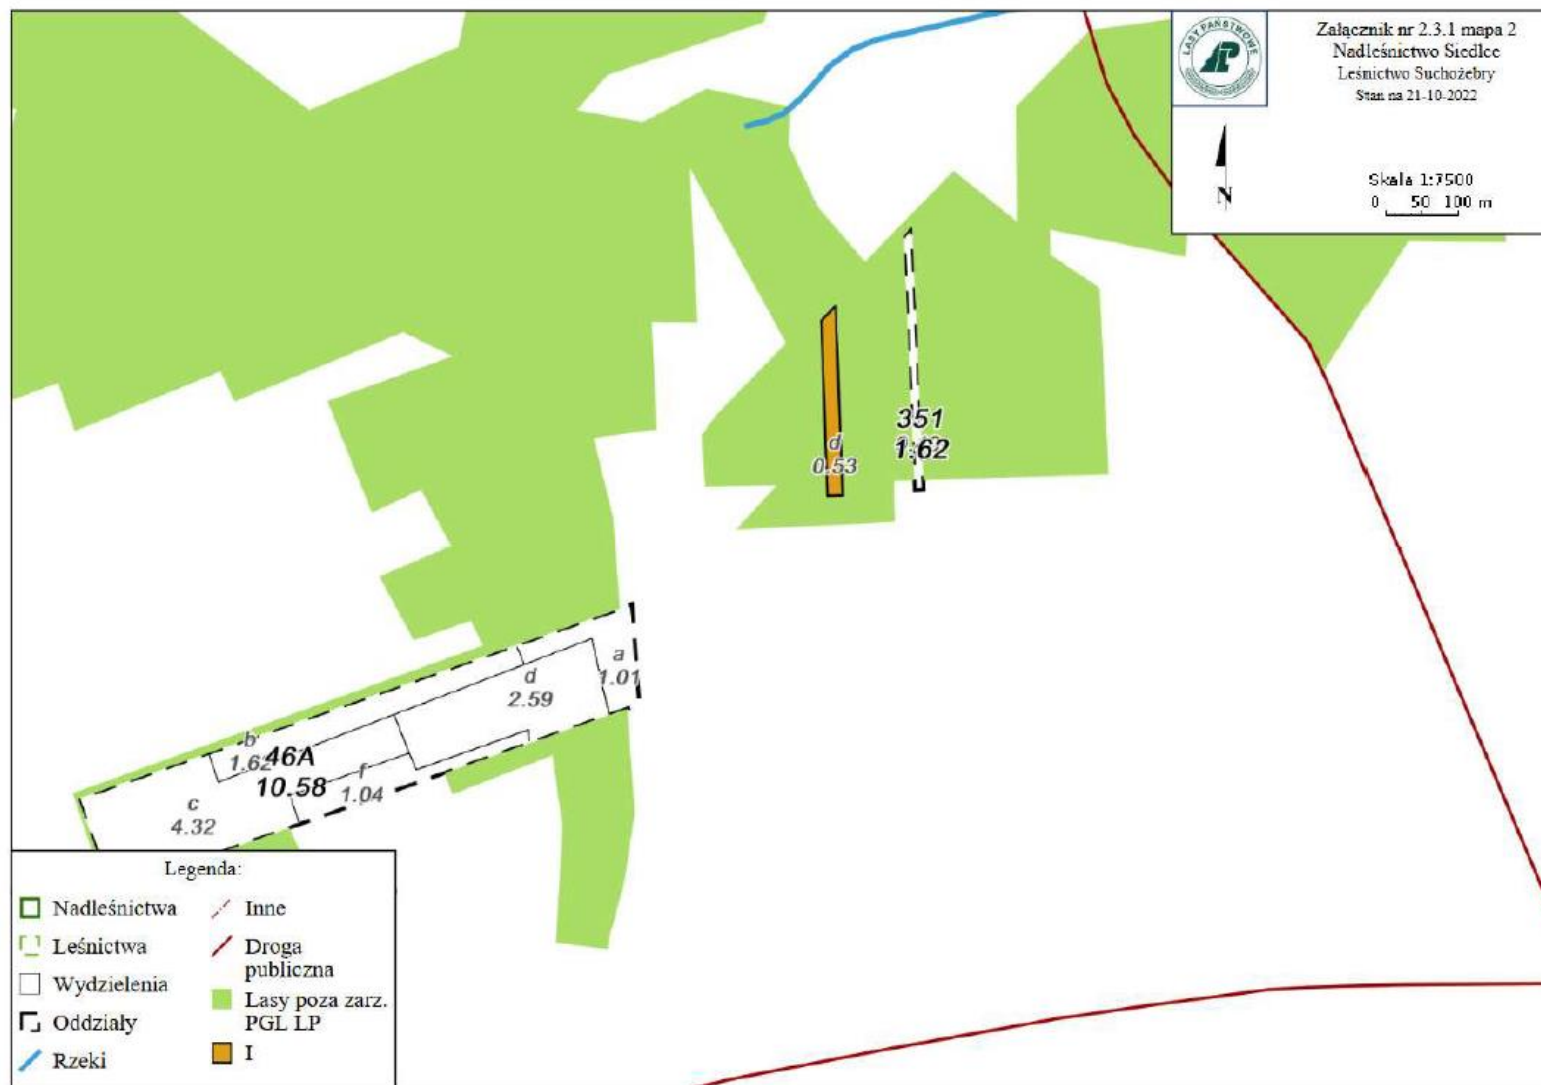 LASY PAŃSTWOWE
Załącznik nr 2.3.1 mapa 2
Nadleśnictwo Siedlce
Leśnictwo Suchożebry
Stan na 21-10-2022
N
Skala 1:7500
0 50 100 m
351
1.62
d
0.53
a
1.01
d
2.59
b
1.62
46A
10.58
f
1.04
c
4.32
Legenda:
Nadleśnictwa
Leśnictwa
Wydzielenia
Oddziały
Rzeki
Inne
Droga
publiczna
Lasy poza zarz.
PGL LP
I